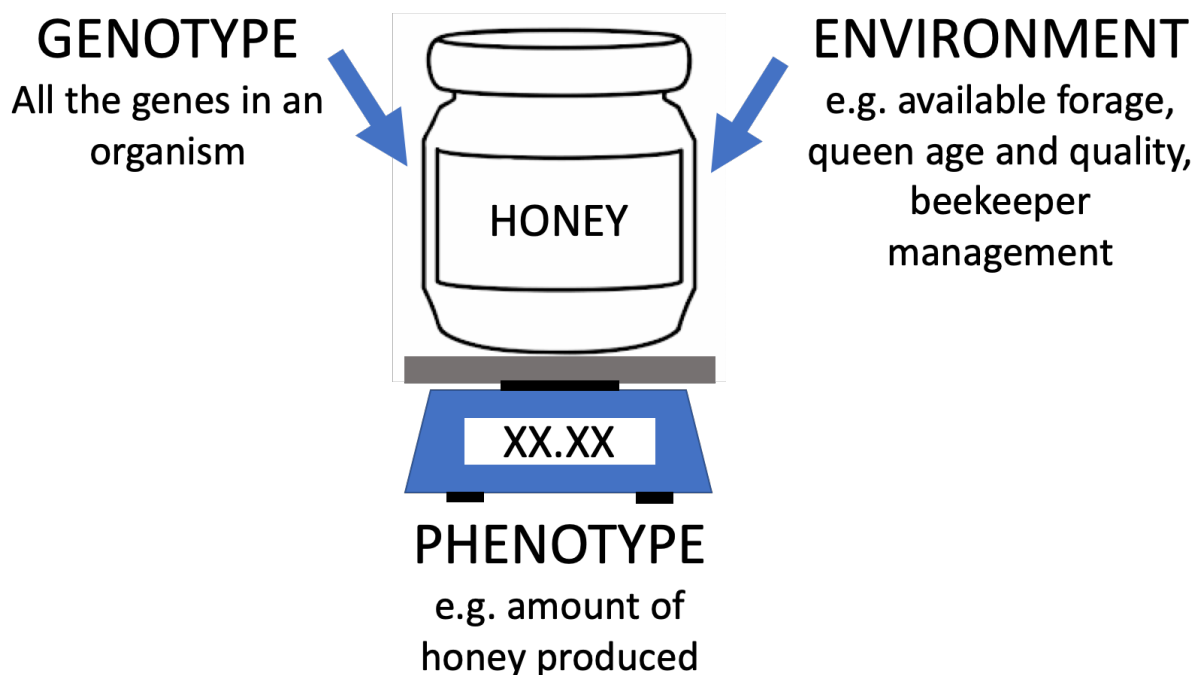 GENOTYPE
All the genes in an
organism
ENVIRONMENT
e.g. available forage,
queen age and quality,
beekeeper
management
HONEY
XX.XX
PHENOTYPE
e.g. amount of
honey produced